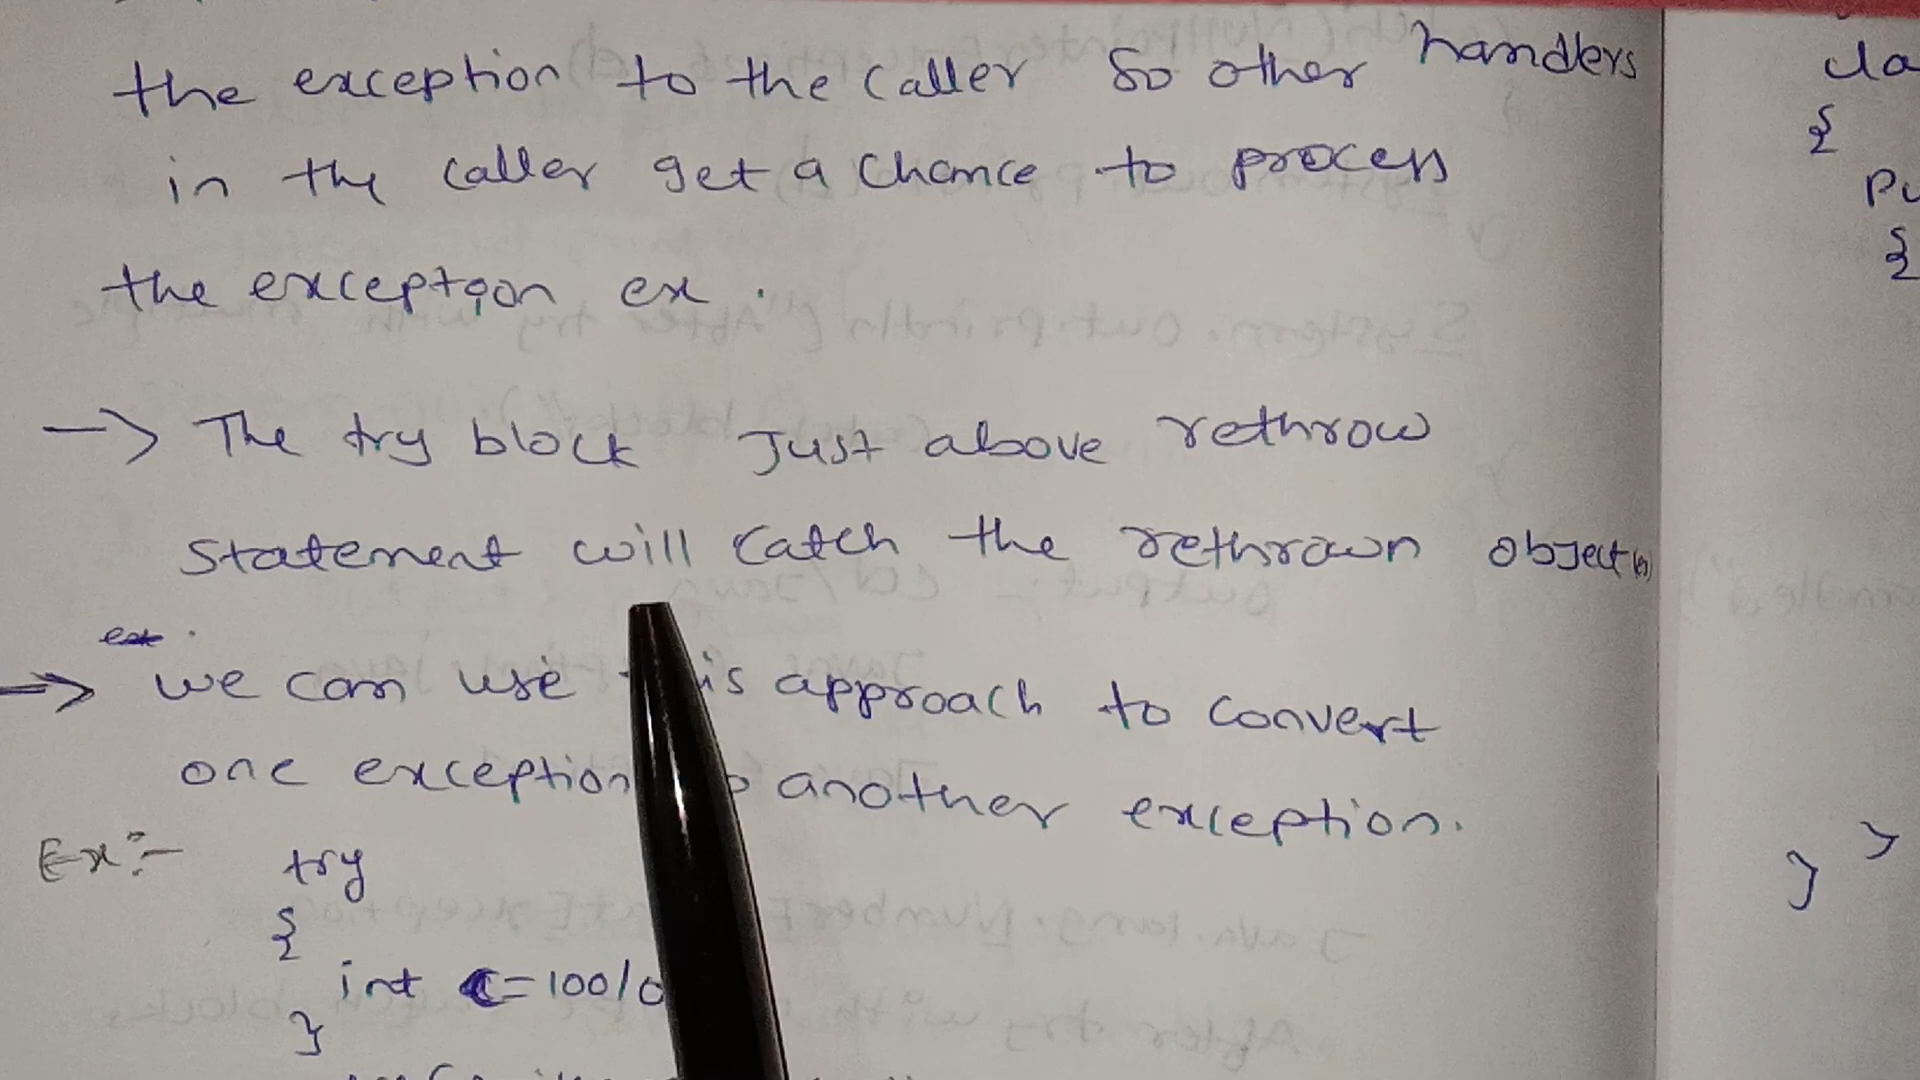 the exception to the caller so other handlers
in the caller get a chance to process
the exception ex.
-> The try block Just above rethrow
statement will catch the rethrown object
ex.
=> we can use is approach to convert
one exception another exception.
Ex:- try
{
int c=100/0
}
{
{
}
}